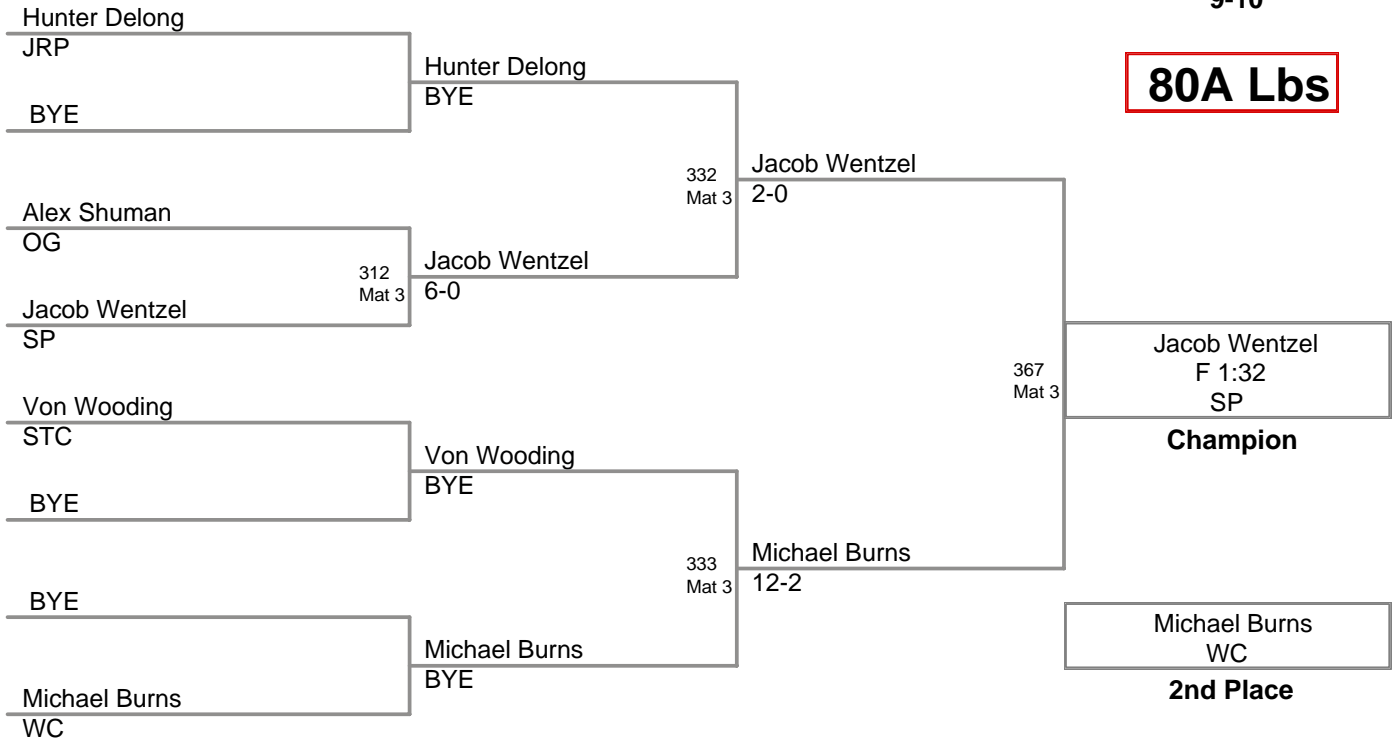 9-10
80A Lbs
Hunter Delong
JRP
BYE
Alex Shuman
OG
312
Mat 3
Jacob Wentzel
SP
Von Wooding
STC
BYE
BYE
Michael Burns
WC
Hunter Delong
BYE
332
Mat 3
Jacob Wentzel
6-0
Von Wooding
BYE
333
Mat 3
Michael Burns
BYE
Jacob Wentzel
2-0
367
Mat 3
Michael Burns
12-2
Jacob Wentzel
F 1:32
SP
Champion
Michael Burns
WC
2nd Place